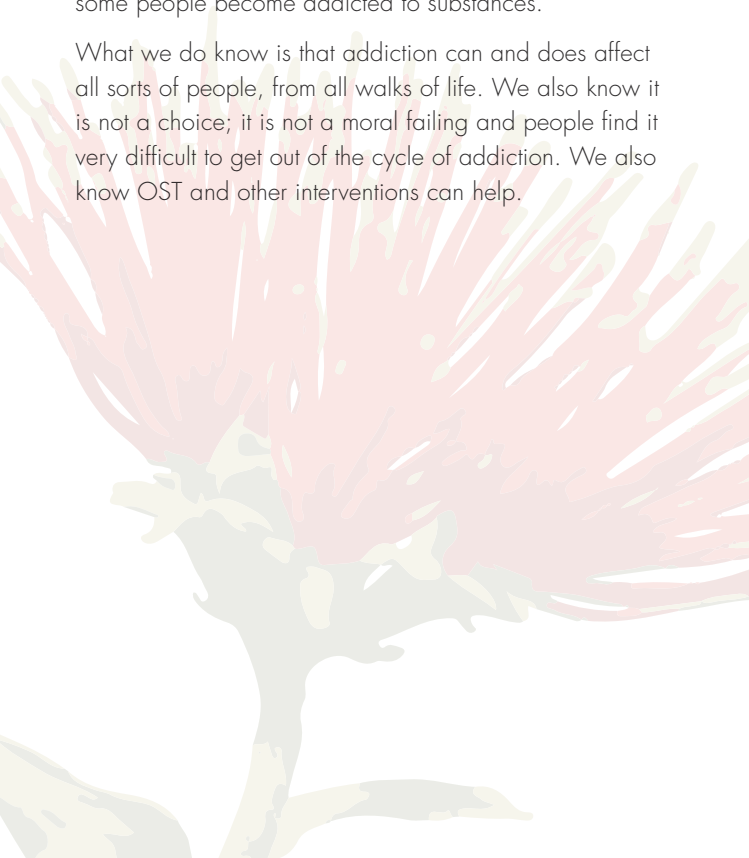 some people become addicted to substances.
What we do know is that addiction can and does affect
all sorts of people, from all walks of life. We also know it
is not a choice; it is not a moral failing and people find it
very difficult to get out of the cycle of addiction. We also
know OST and other interventions can help.